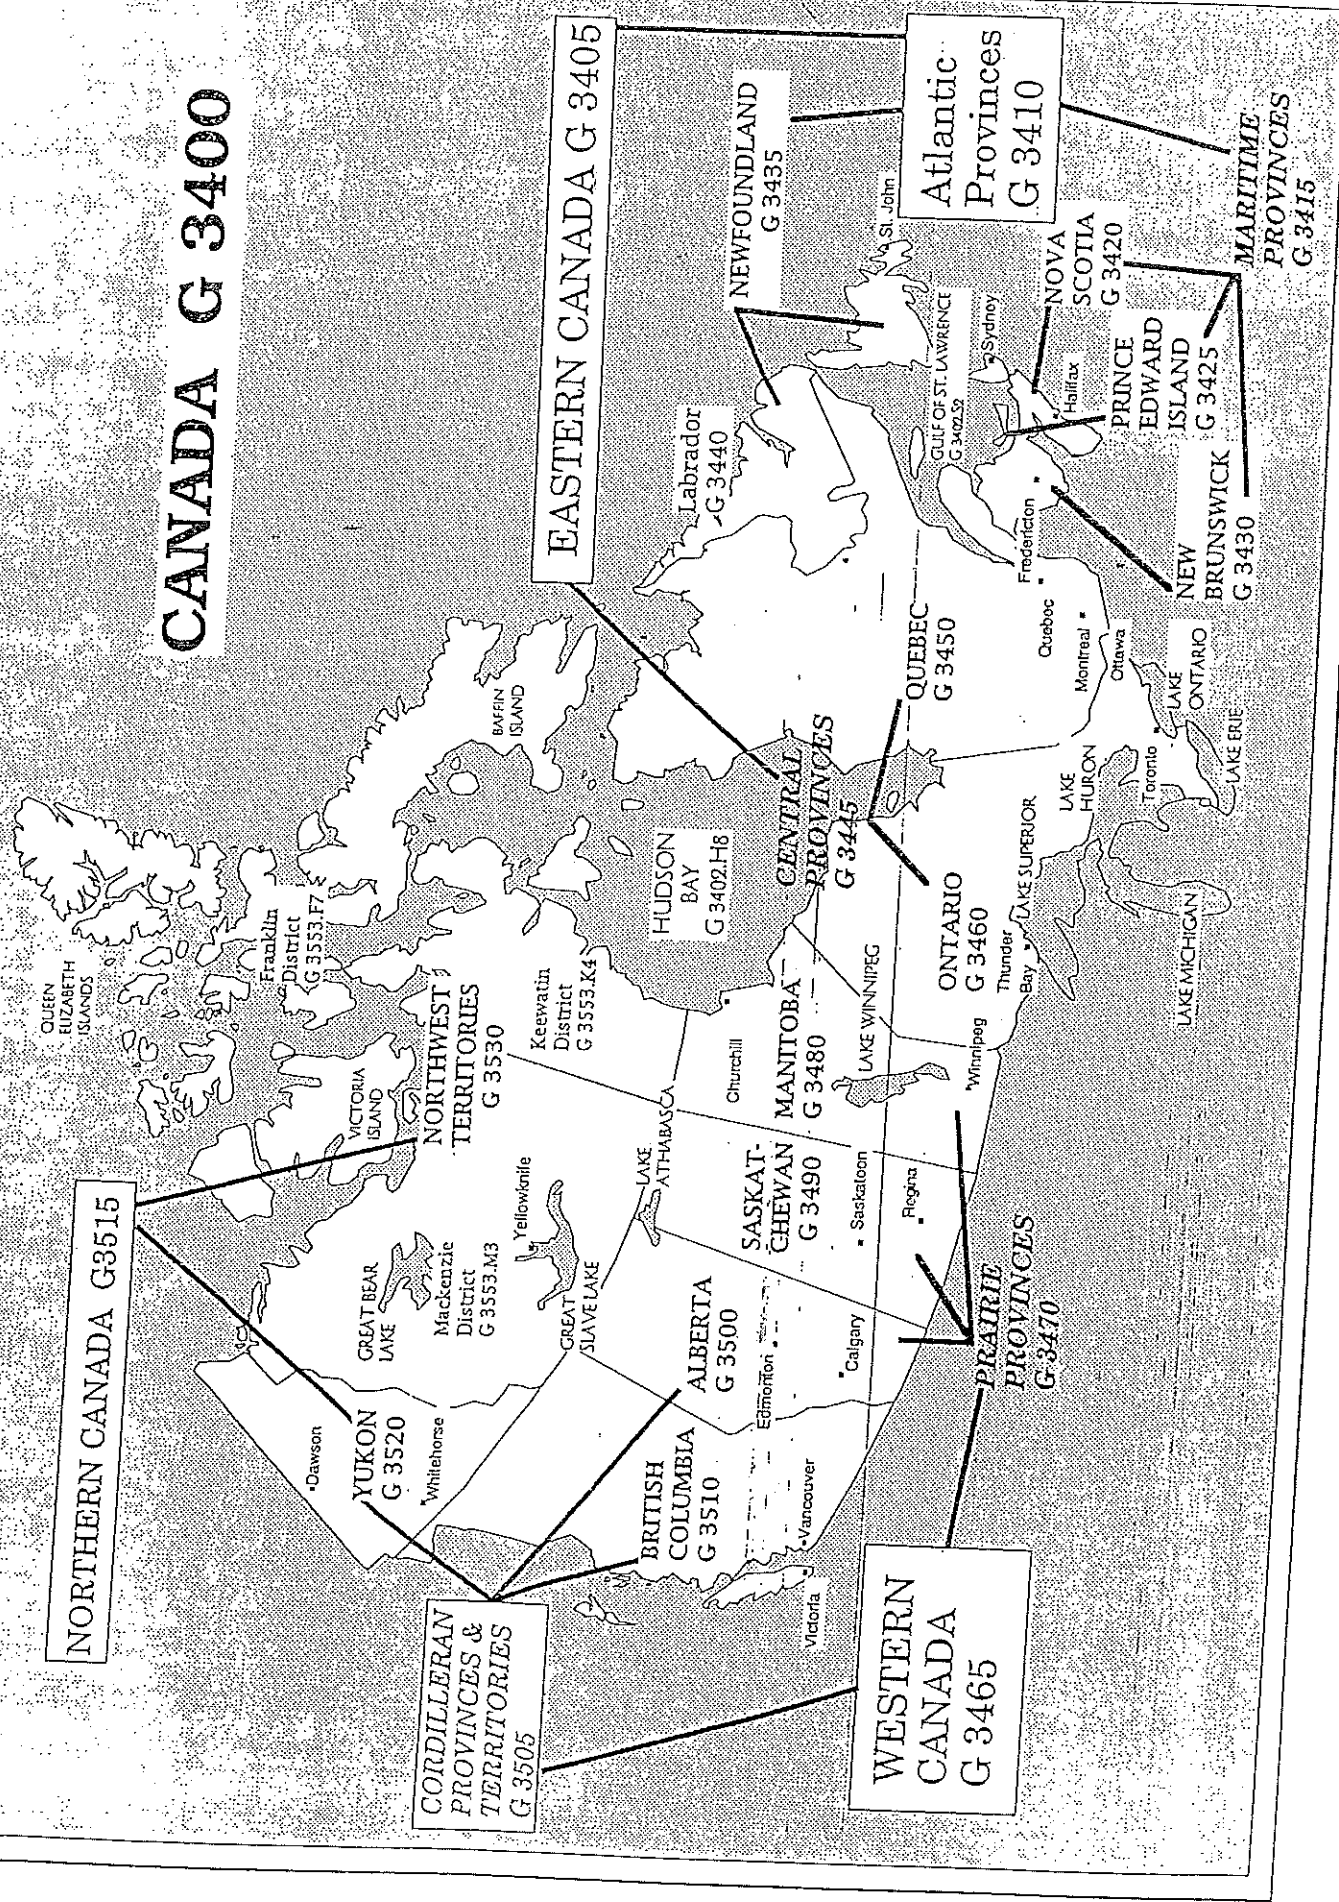 CANADA G 3400
NORTHERN CANADA G3515
EASTERN CANADA G 3405
QUEEN
ELIZABETH
ISLANDS
Franklin
District
G 3553.F7
BAFFIN
ISLAND
VICTORIA
ISLAND
NORTHWEST
TERRITORIES
G 3530
Keewatin
District
G 3553.K4
Dawson
YUKON
G 3520
Whitehorse
GREAT BEAR
LAKE
Mackenzie
District
G 3553.M3
Yellowknife
GREAT
SLAVE LAKE
LAKE
ATHABASCA
CORDILLERAN
PROVINCES &
TERRITORIES
G 3505
BRITISH
COLUMBIA
G 3510
Vancouver
Victoria
ALBERTA
G 3500
Edmonton
Calgary
SASKAT-
CHEWAN
G 3490
Saskatoon
Regina
Churchill
MANITOBA
G 3480
LAKE WINNIPEG
Winnipeg
HUDSON
BAY
G 3402.H8
CENTRAL
PROVINCES
G 3445
ONTARIO
G 3460
Thunder
Bay
LAKE SUPERIOR
LAKE MICHIGAN
LAKE
HURON
Toronto
LAKE ERIE
LAKE
ONTARIO
Ottawa
Montreal
Quebec
QUEBEC
G 3450
Labrador
G 3440
NEWFOUNDLAND
G 3435
St. John
GULF OF ST. LAWRENCE
G 3402.S2
Sydney
Fredericton
Halifax
NOVA
SCOTIA
G 3420
PRINCE
EDWARD
ISLAND
G 3425
NEW
BRUNSWICK
G 3430
Atlantic
Provinces
G 3410
MARITIME
PROVINCES
G 3415
PRAIRIE
PROVINCES
G 3470
WESTERN
CANADA
G 3465